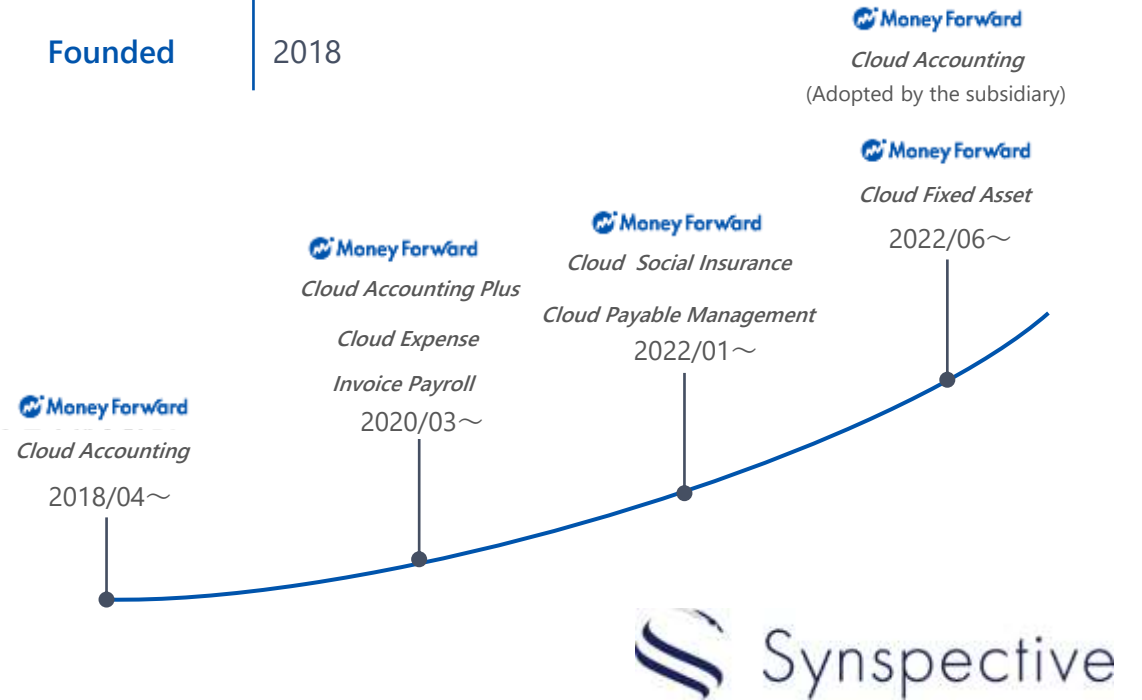 Founded
2018
Money Forward
Cloud Accounting
2018/04～
Money Forward
Cloud Accounting Plus
Cloud Expense
Invoice Payroll
2020/03～
Money Forward
Cloud Social Insurance
Cloud Payable Management
2022/01～
Money Forward
Cloud Accounting
(Adopted by the subsidiary)
Money Forward
Cloud Fixed Asset
2022/06～
Synspective